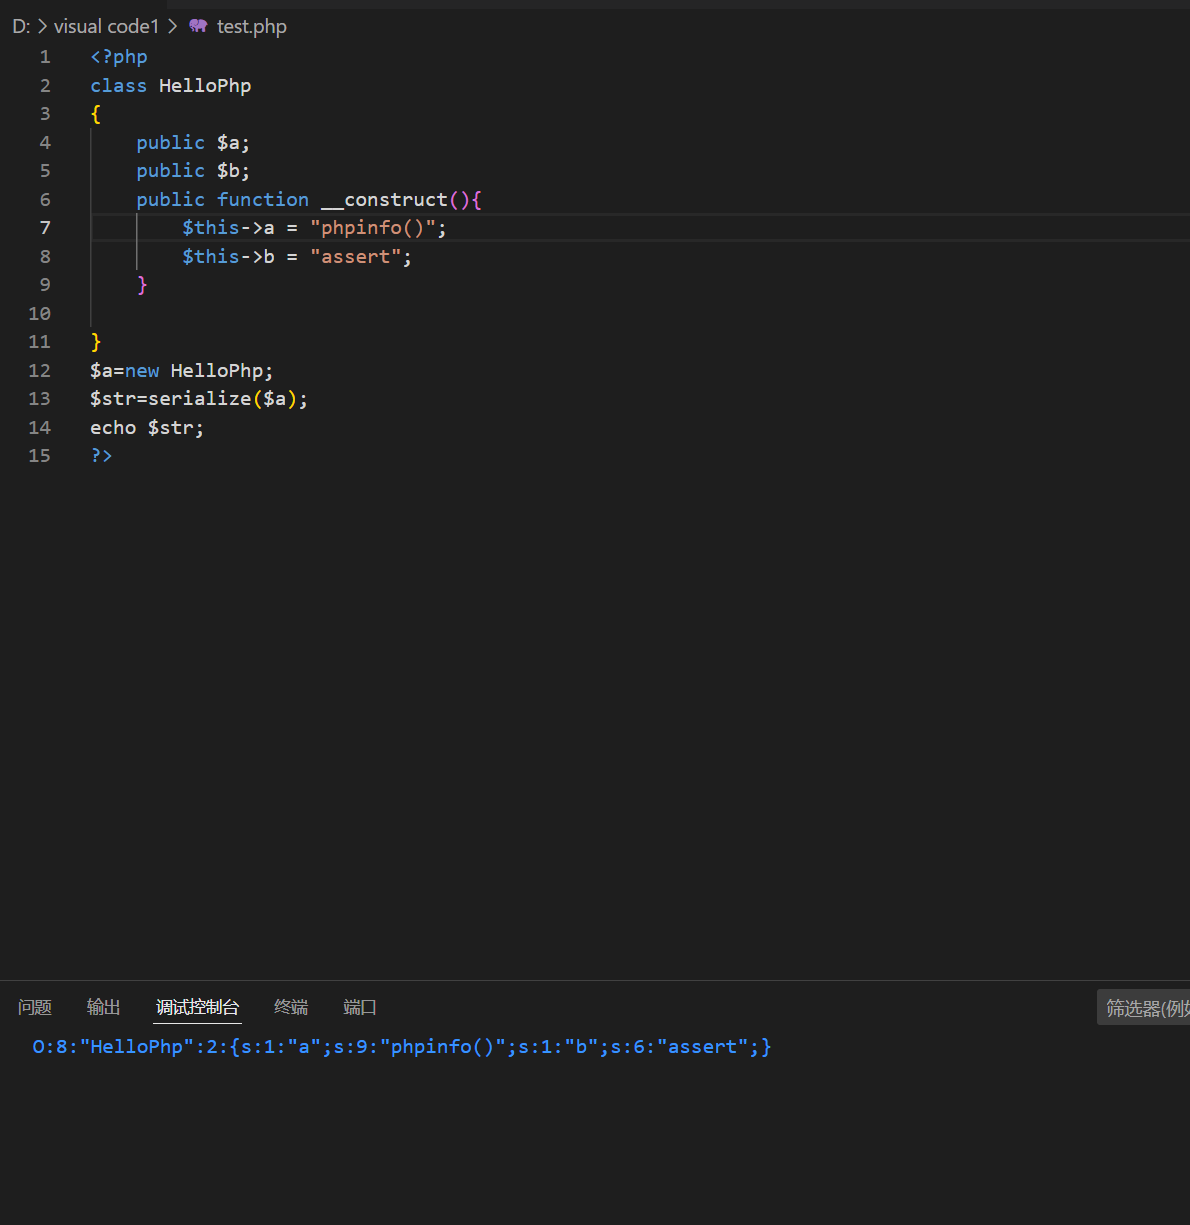 D: > visual code1 > test.php
1 <?php
2 class HelloPhp
3 {
4     public $a;
5     public $b;
6     public function __construct(){
7         $this->a = "phpinfo()";
8         $this->b = "assert";
9     }
10
11 }
12 $a=new HelloPhp;
13 $str=serialize($a);
14 echo $str;
15 ?>
问题 输出 调试控制台 终端 端口 筛选器(例如
O:8:"HelloPhp":2:{s:1:"a";s:9:"phpinfo()";s:1:"b";s:6:"assert";}